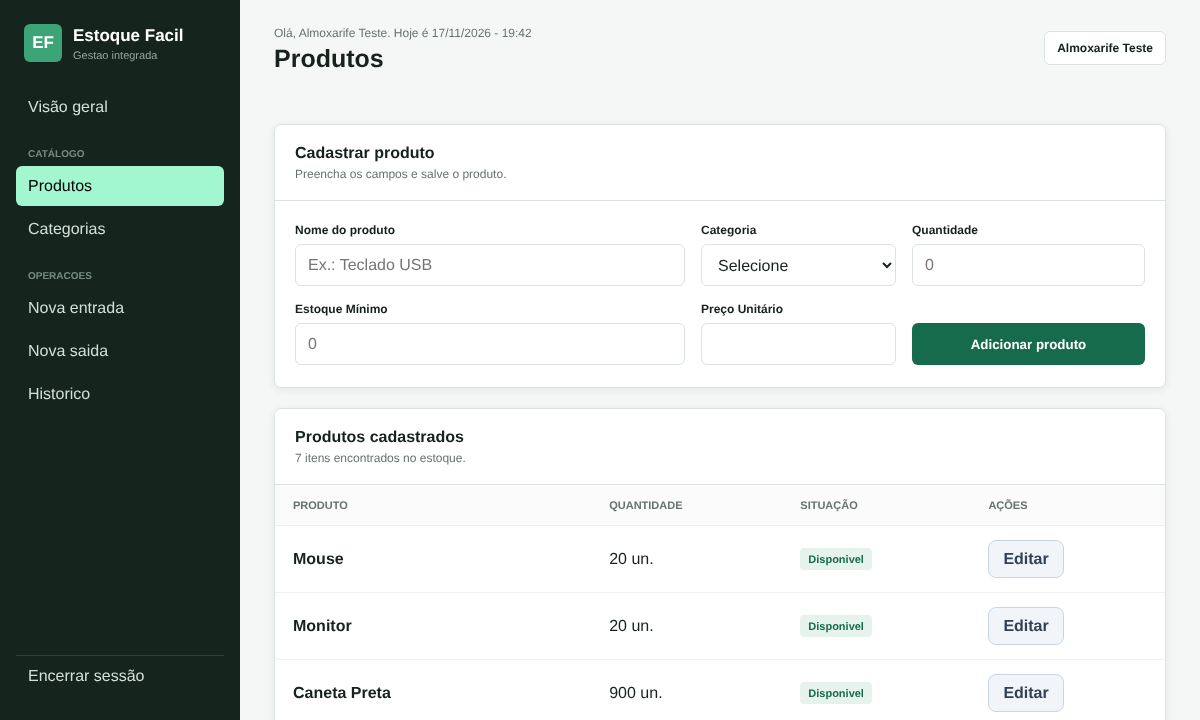 EF
Estoque Facil
Gestao integrada
Visão geral
CATÁLOGO
Produtos
Categorias
OPERACOES
Nova entrada
Nova saida
Historico
Encerrar sessão
Olá, Almoxarife Teste. Hoje é 17/11/2026 - 19:42
Produtos
Almoxarife Teste
Cadastrar produto
Preencha os campos e salve o produto.
Nome do produto
Categoria
Quantidade
Ex.: Teclado USB
Selecione
0
Estoque Mínimo
Preço Unitário
0
Adicionar produto
Produtos cadastrados
7 itens encontrados no estoque.
PRODUTO QUANTIDADE SITUAÇÃO AÇÕES
Mouse 20 un. Disponivel Editar
Monitor 20 un. Disponivel Editar
Caneta Preta 900 un. Disponivel Editar